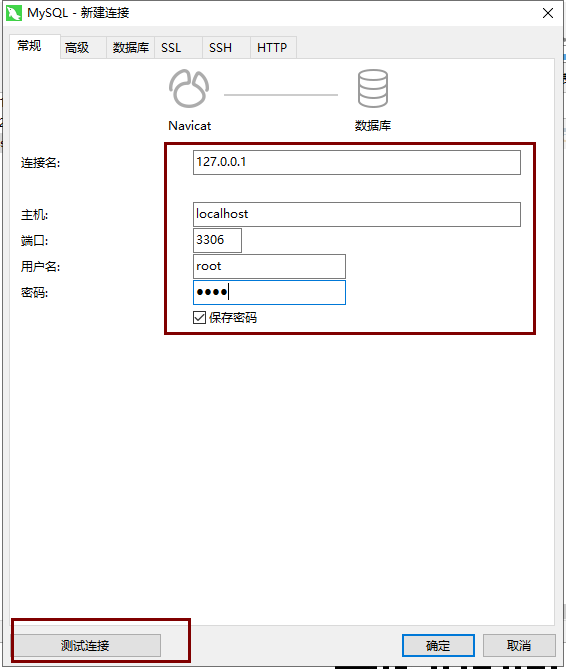 MySQL - 新建连接
常规 高级 数据库 SSL SSH HTTP
Navicat 数据库
连接名: 127.0.0.1
主机: localhost
端口: 3306
用户名: root
密码: ●●●●
保存密码
测试连接 确定 取消